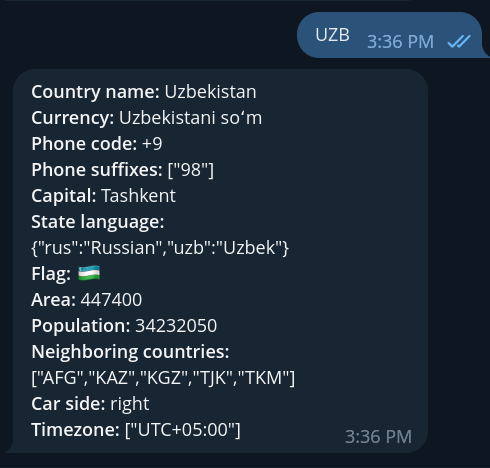 UZB 3:36 PM
Country name: Uzbekistan
Currency: Uzbekistani soʻm
Phone code: +9
Phone suffixes: ["98"]
Capital: Tashkent
State language:
{"rus":"Russian","uzb":"Uzbek"}
Flag: 🇺🇿
Area: 447400
Population: 34232050
Neighboring countries:
["AFG","KAZ","KGZ","TJK","TKM"]
Car side: right
Timezone: ["UTC+05:00"] 3:36 PM